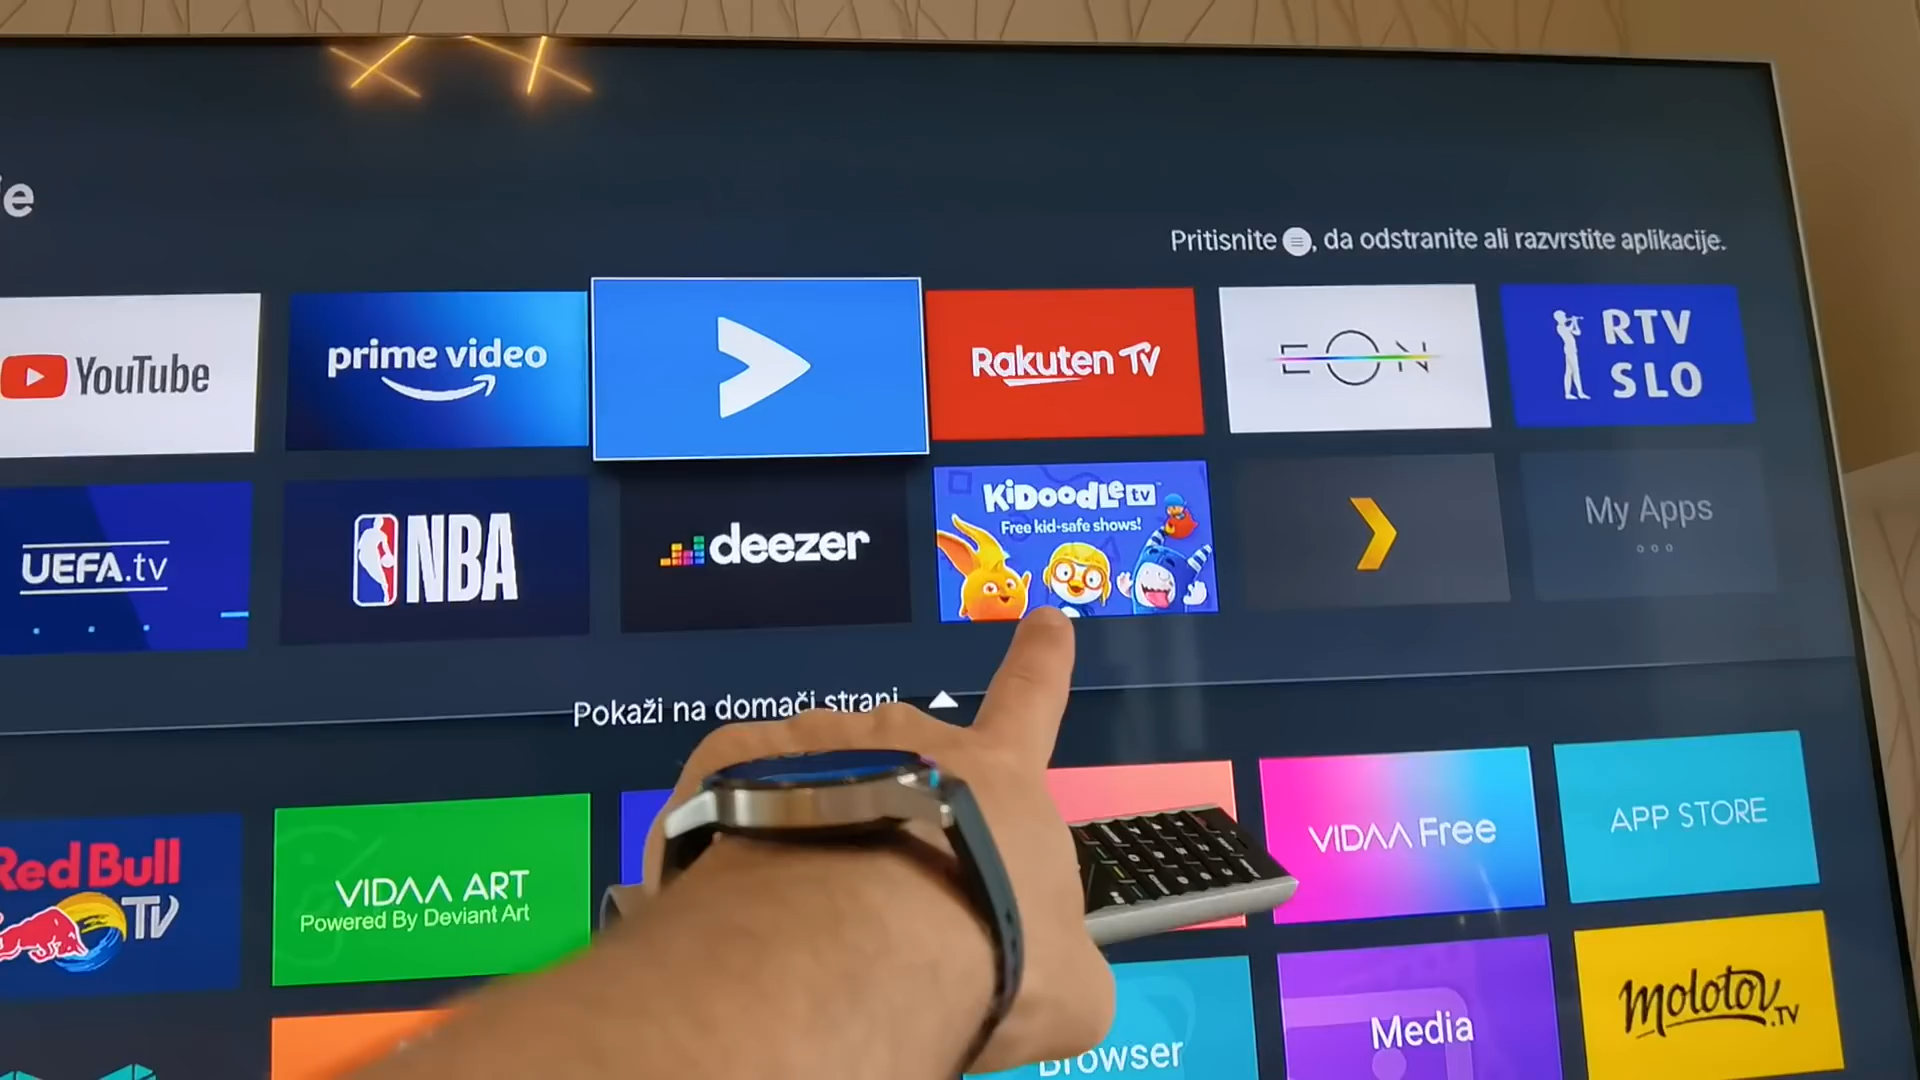 Pritisnite , da odstranite ali razvrstite aplikacije.
YouTube
prime video
Rakuten TV
EON
RTV
SLO
UEFA.tv
NBA
deezer
KiDooDLe tv
Free kid-safe shows!
My Apps
Pokaži na domači strani
Red Bull
TV
VIDAA ART
Powered By Deviant Art
VIDAA Free
APP STORE
Browser
Media
molotov.TV